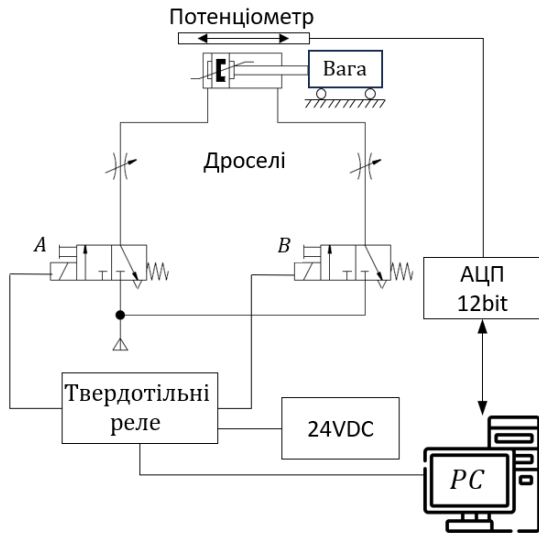 Потенціометр
Вага
Дроселі
A
B
АЦП
12bit
Твердотільні
реле
24VDC
PC